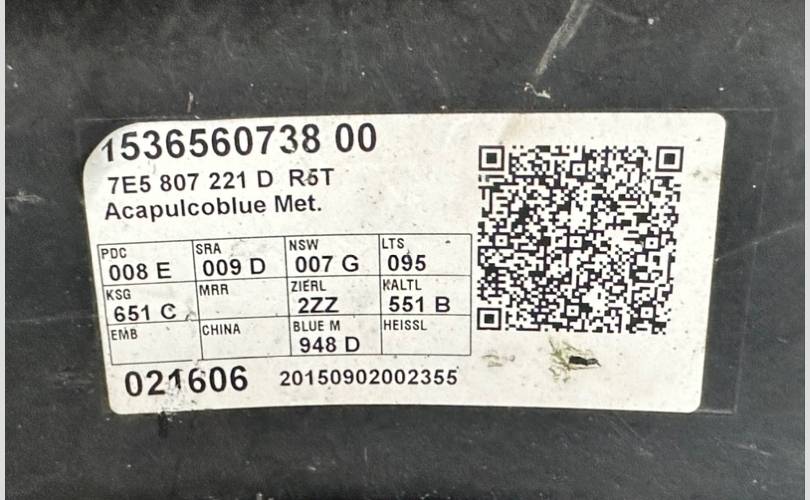 1536560738 00
7E5 807 221 D R5T
Acapulcoblue Met.
PDC SRA NSW LTS
008 E 009 D 007 G 095
KSG MRR ZIERL KALTL
651 C 2ZZ 551 B
EMB CHINA BLUE M HEISSL
948 D
021606 20150902002355